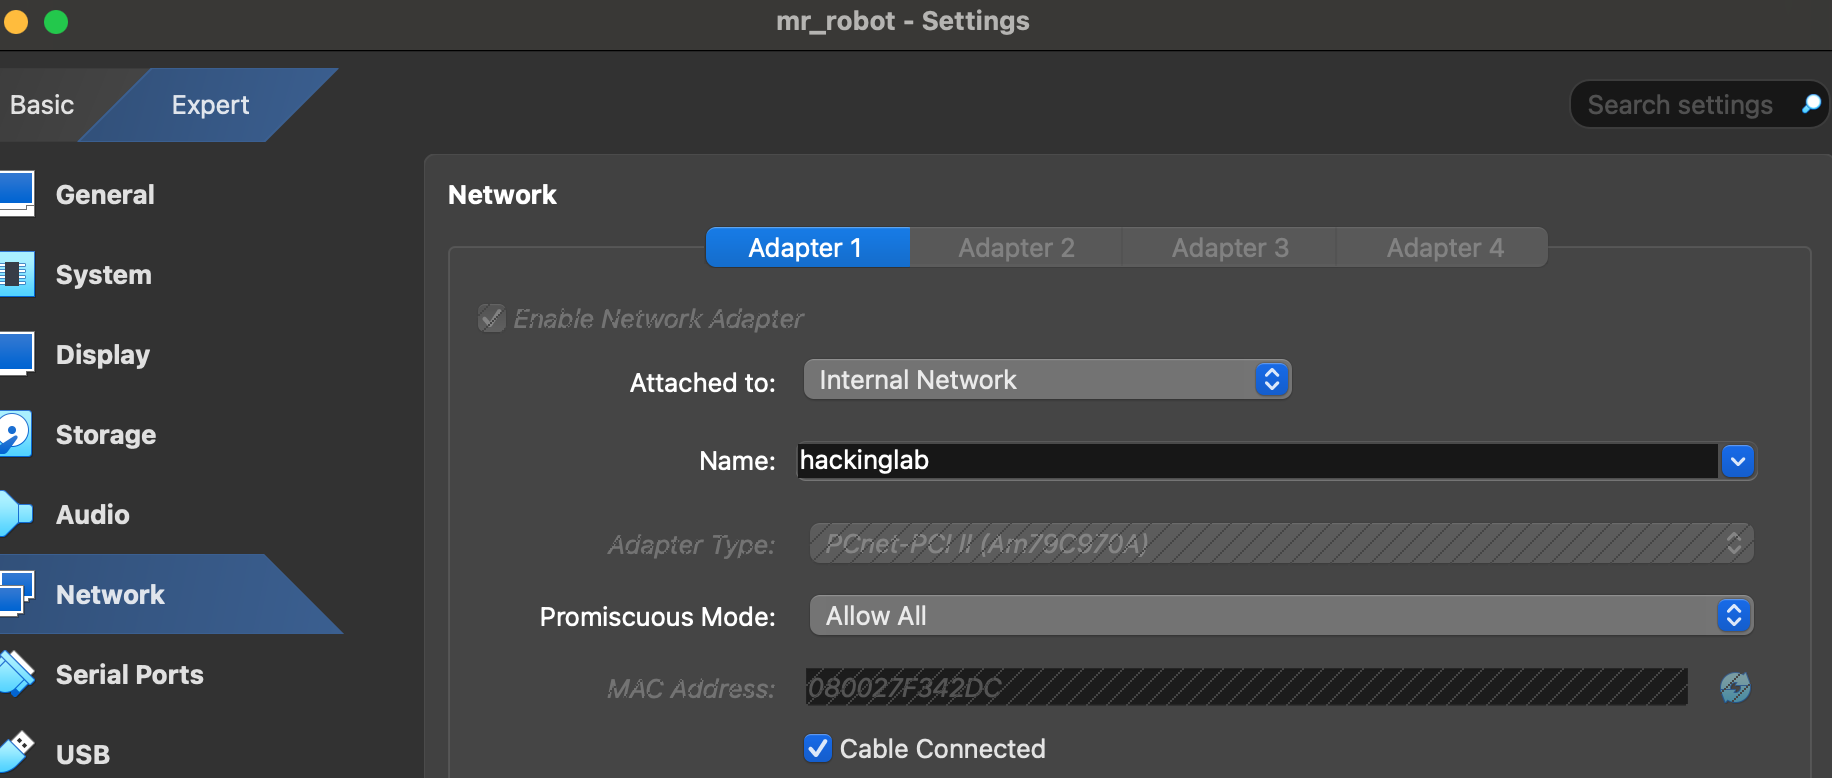 mr_robot - Settings
Basic
Expert
Search settings
General
System
Display
Storage
Audio
Network
Serial Ports
USB
Network
Adapter 1
Adapter 2
Adapter 3
Adapter 4
Enable Network Adapter
Attached to: Internal Network
Name: hackinglab
Adapter Type: PCnet-PCI II (Am79C970A)
Promiscuous Mode: Allow All
MAC Address: 080027F342DC
Cable Connected